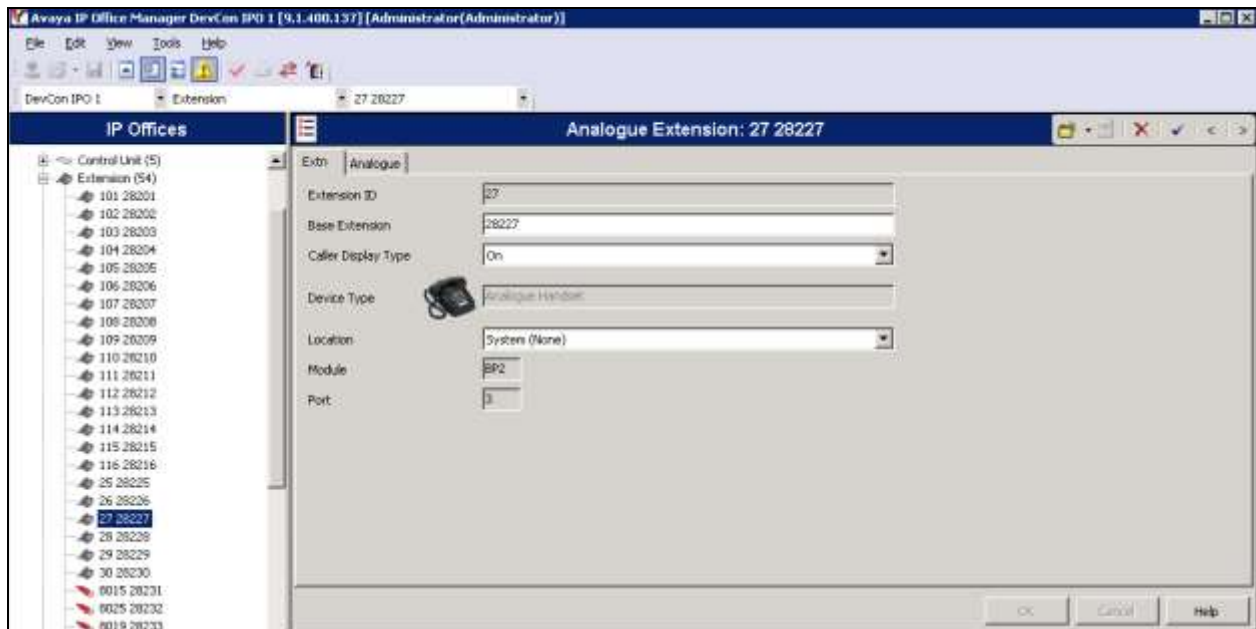 Avaya IP Office Manager DevCon IPO 1 [9.1.400.137] [Administrator(Administrator)]
File Edit View Tools Help
DevCon IPO 1 Extension 27 28227
IP Offices
Analogue Extension: 27 28227
Control Unit (5)
Extension (54)
101 28201
102 28202
103 28203
104 28204
105 28205
106 28206
107 28207
108 28208
109 28209
110 28210
111 28211
112 28212
113 28213
114 28214
115 28215
116 28216
25 28225
26 28226
27 28227
28 28228
29 28229
30 28230
8015 28231
8025 28232
8019 28233
Extn Analogue
Extension ID 27
Base Extension 28227
Caller Display Type On
Device Type Analogue Handset
Location System (None)
Module BP2
Port 3
OK Cancel Help